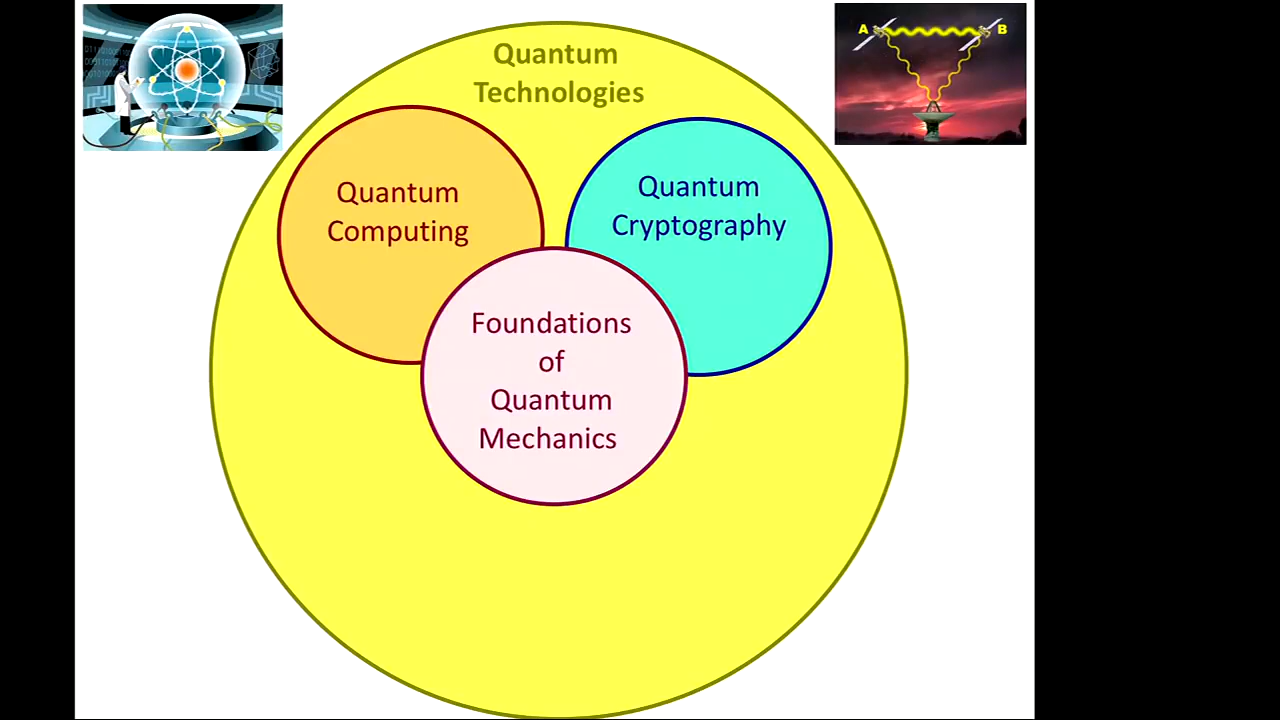 Quantum
Technologies
A
B
Quantum
Computing
Quantum
Cryptography
Foundations
of
Quantum
Mechanics